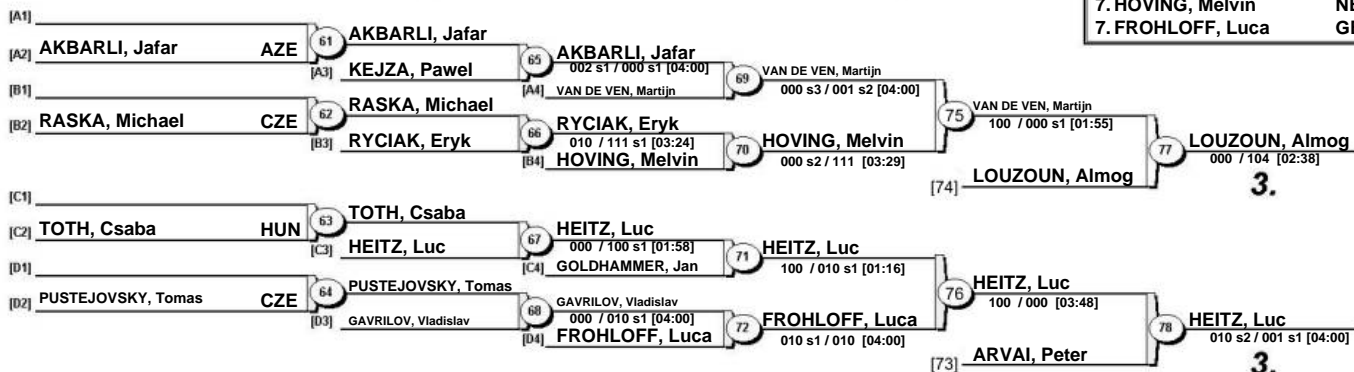 7. HOVING, Melvin
7. FROHLOFF, Luca
[A1]
[A2] AKBARLI, Jafar AZE
61
AKBARLI, Jafar
[A3] KEJZA, Pawel
65
AKBARLI, Jafar
002 s1 / 000 s1 [04:00]
[A4] VAN DE VEN, Martijn
69
VAN DE VEN, Martijn
000 s3 / 001 s2 [04:00]
[B1]
[B2] RASKA, Michael CZE
62
RASKA, Michael
[B3] RYCIAK, Eryk
66
RYCIAK, Eryk
010 / 111 s1 [03:24]
[B4] HOVING, Melvin
70
HOVING, Melvin
000 s2 / 111 [03:29]
75
VAN DE VEN, Martijn
100 / 000 s1 [01:55]
[74] LOUZOUN, Almog
77
LOUZOUN, Almog
000 / 104 [02:38]
3.
[C1]
[C2] TOTH, Csaba HUN
63
TOTH, Csaba
[C3] HEITZ, Luc
67
HEITZ, Luc
000 / 100 s1 [01:58]
[C4] GOLDHAMMER, Jan
71
HEITZ, Luc
100 / 010 s1 [01:16]
[D1]
[D2] PUSTEJOVSKY, Tomas CZE
64
PUSTEJOVSKY, Tomas
[D3] GAVRILOV, Vladislav
68
GAVRILOV, Vladislav
000 / 010 s1 [04:00]
[D4] FROHLOFF, Luca
72
FROHLOFF, Luca
010 s1 / 010 [04:00]
76
HEITZ, Luc
100 / 000 [03:48]
[73] ARVAI, Peter
78
HEITZ, Luc
010 s2 / 001 s1 [04:00]
3.